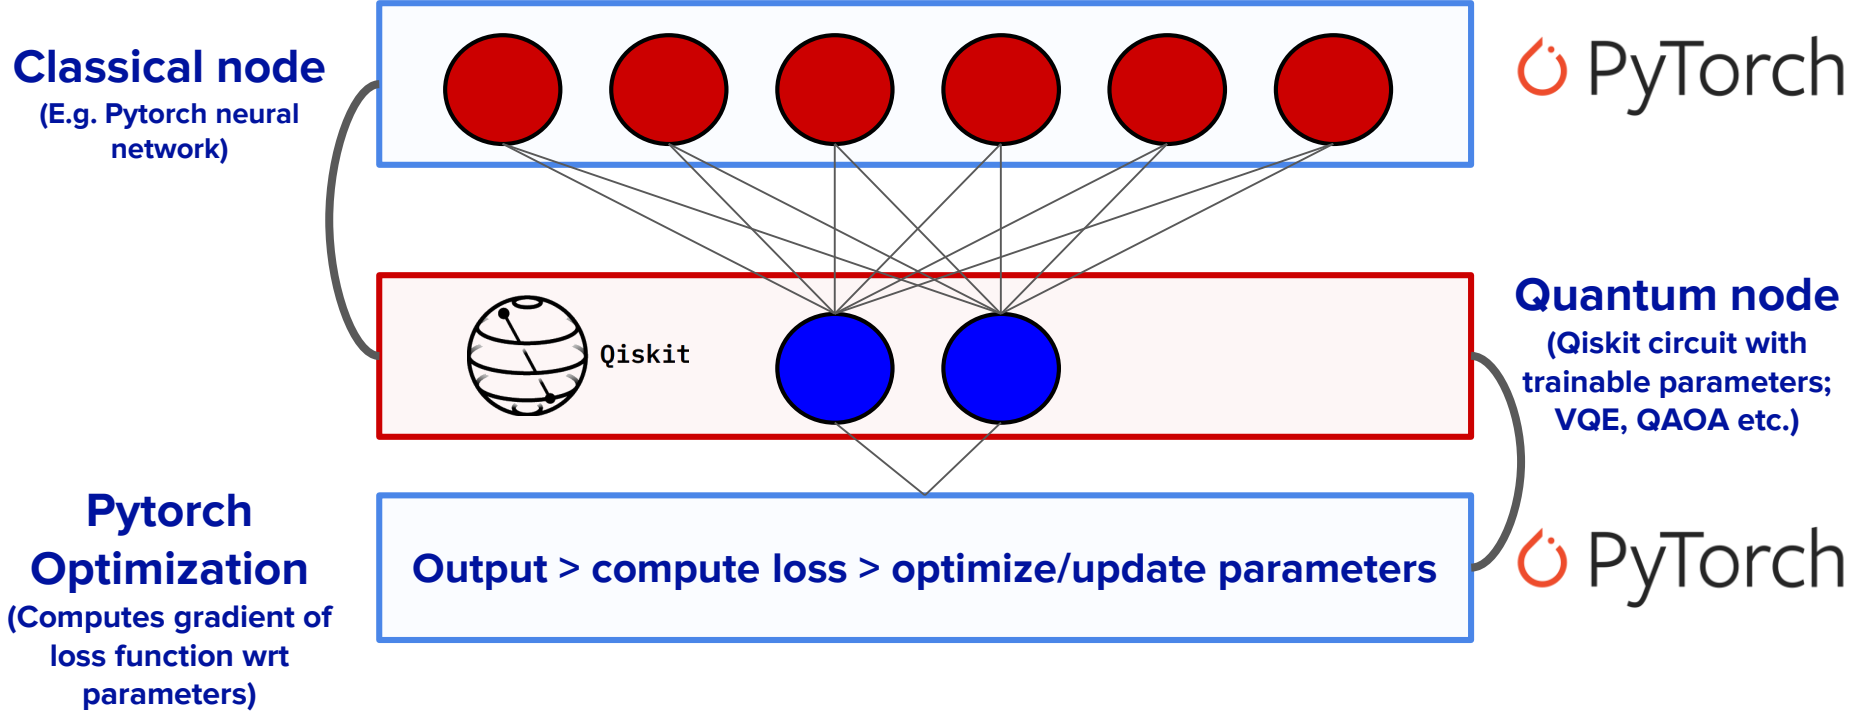 Classical node
(E.g. Pytorch neural
network)
PyTorch
Qiskit
Quantum node
(Qiskit circuit with
trainable parameters;
VQE, QAOA etc.)
Pytorch
Optimization
(Computes gradient of
loss function wrt
parameters)
Output > compute loss > optimize/update parameters
PyTorch